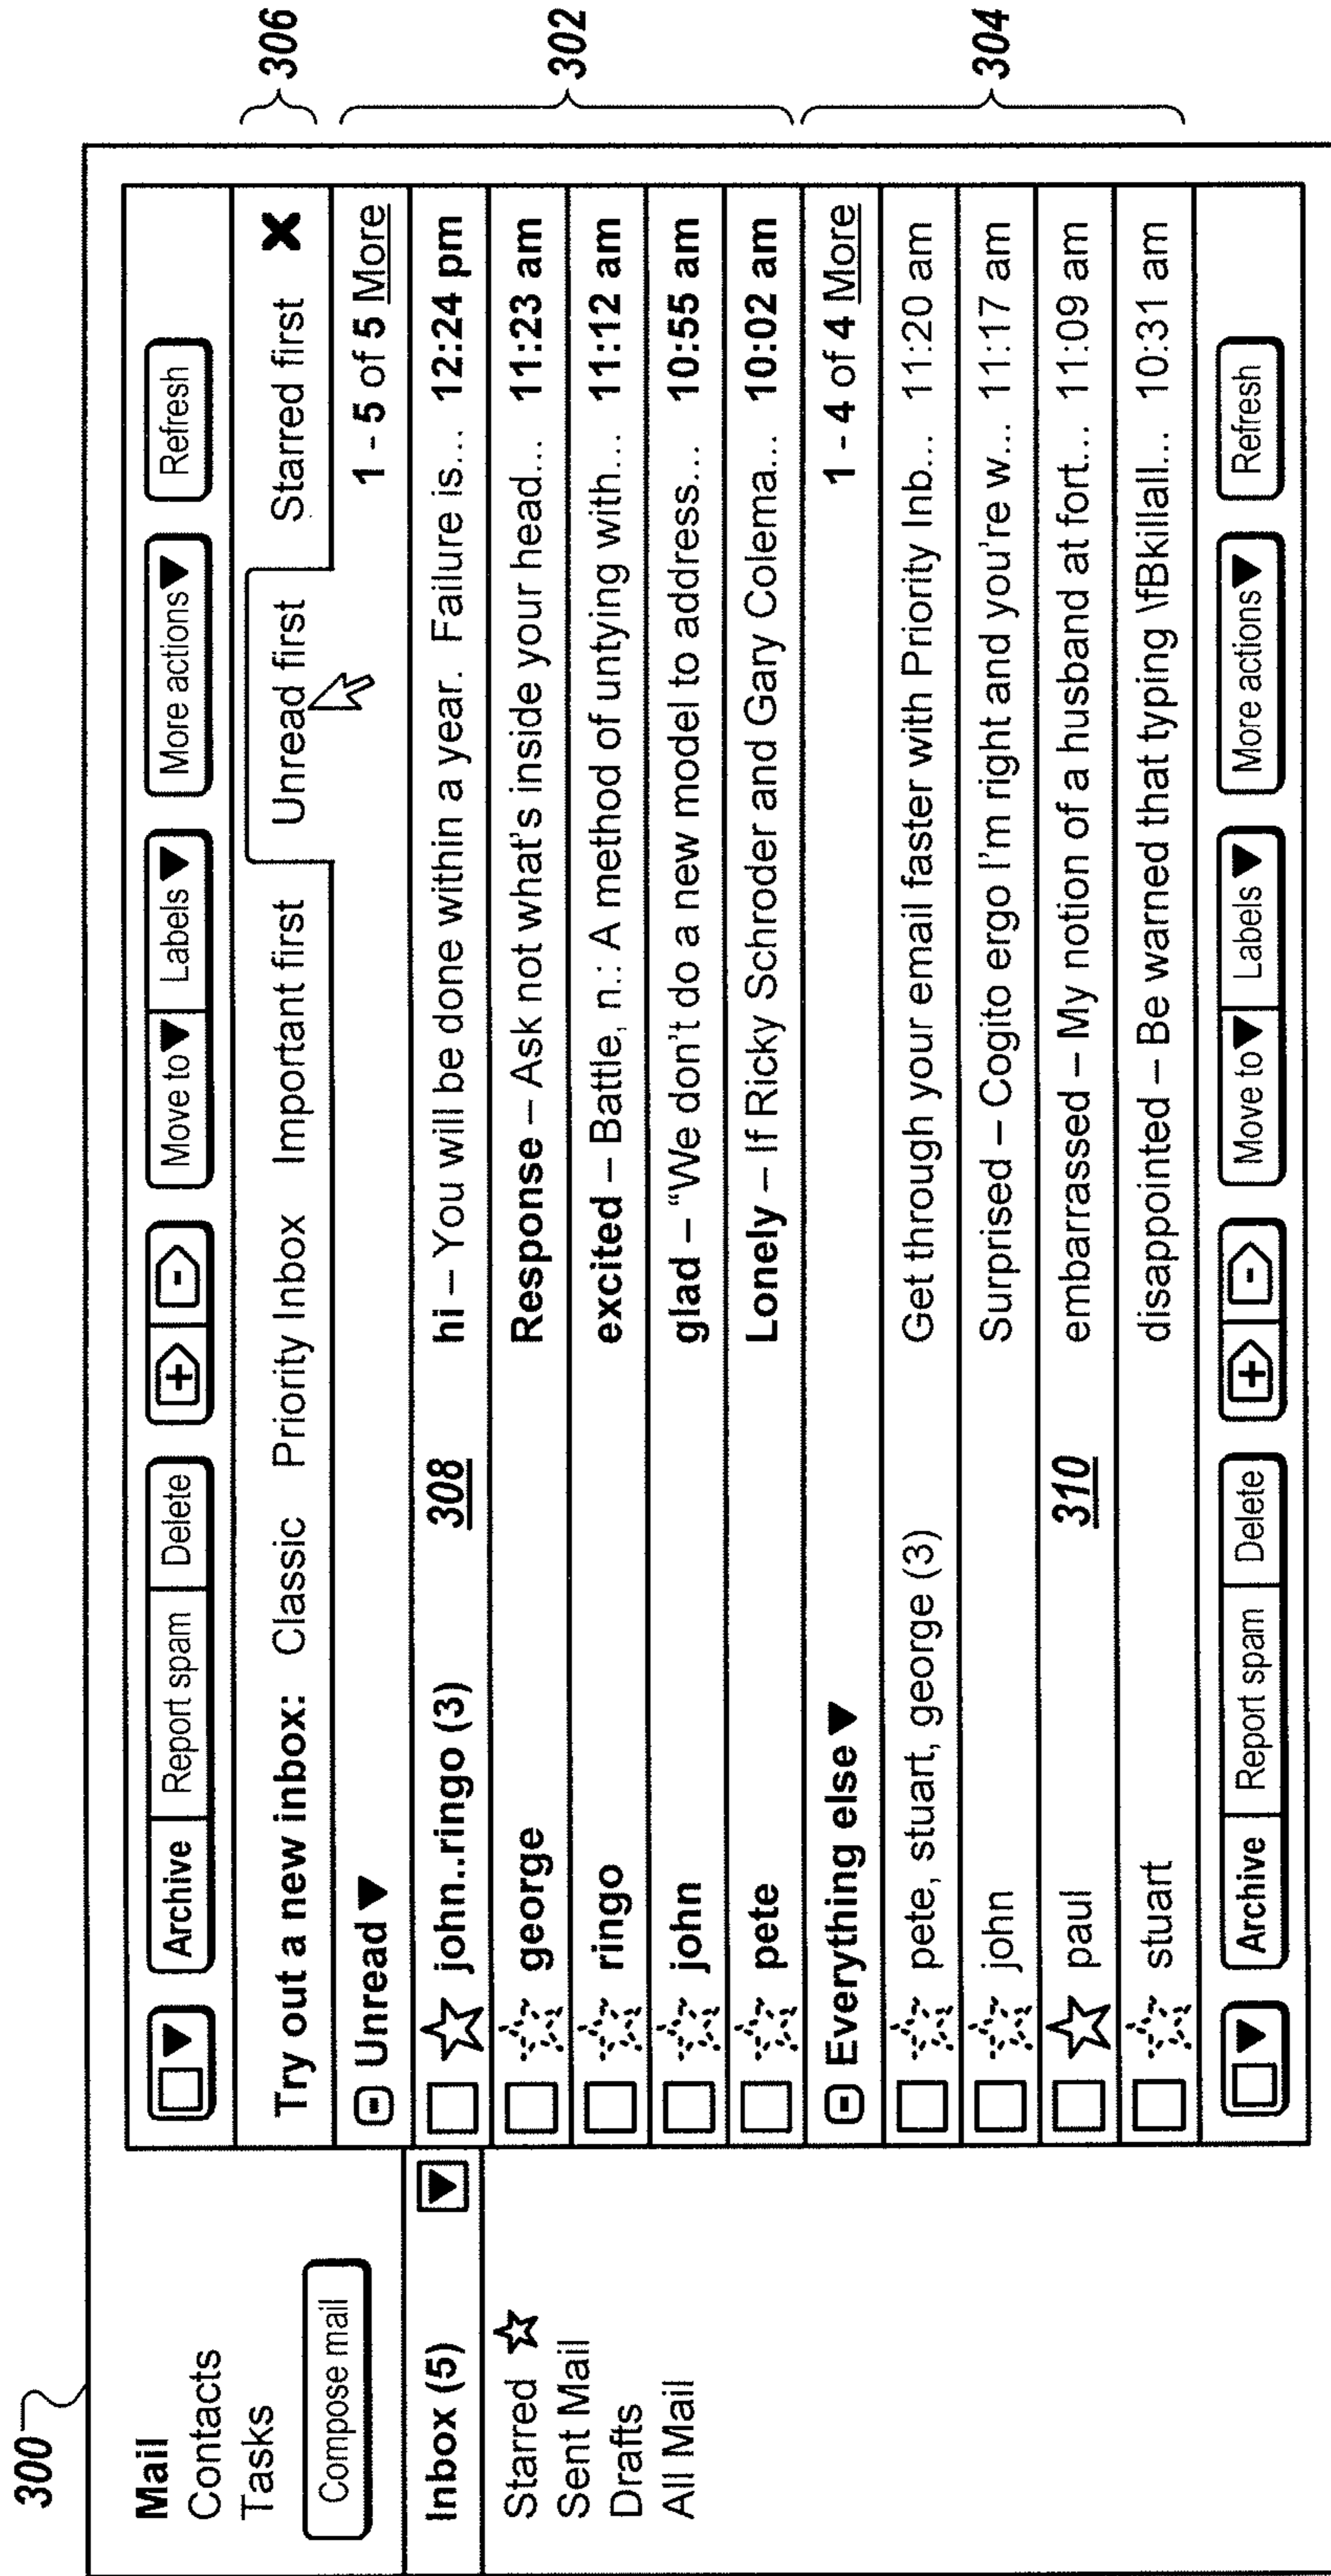 300
Mail
Contacts
Tasks
Compose mail
Inbox (5)
Starred
Sent Mail
Drafts
All Mail
Archive Report spam Delete + - Move to Labels More actions Refresh
Try out a new inbox: Classic Priority Inbox Important first Unread first Starred first X
306
Unread 1 - 5 of 5 More
john..ringo (3) 308 hi – You will be done within a year. Failure is... 12:24 pm
george Response – Ask not what's inside your head... 11:23 am
ringo excited – Battle, n.: A method of untying with... 11:12 am
302
john glad – “We don't do a new model to address... 10:55 am
pete Lonely – If Ricky Schroder and Gary Colema... 10:02 am
Everything else 1 - 4 of 4 More
pete, stuart, george (3) Get through your email faster with Priority Inb... 11:20 am
john Surprised – Cogito ergo I'm right and you're w... 11:17 am
304
paul 310 embarrassed – My notion of a husband at fort... 11:09 am
stuart disappointed – Be warned that typing \fBkillall... 10:31 am
Archive Report spam Delete + - Move to Labels More actions Refresh